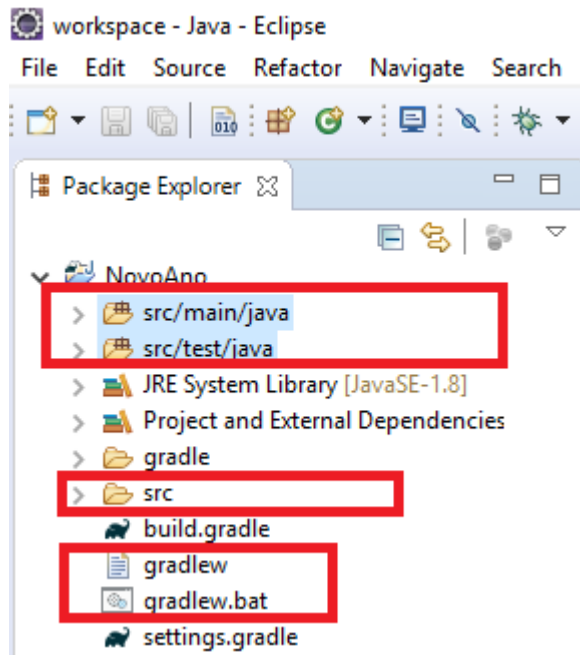 workspace - Java - Eclipse
File Edit Source Refactor Navigate Search
010
Package Explorer
NovoAno
src/main/java
src/test/java
JRE System Library [JavaSE-1.8]
Project and External Dependencies
gradle
src
build.gradle
gradlew
gradlew.bat
settings.gradle